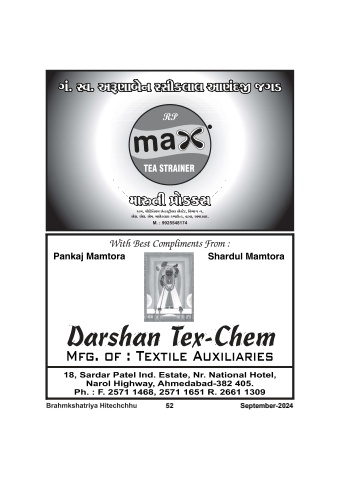 ગં. સ્વ. અરૂણાબેન રસીકલાલ આણંદજી જગડ
RP
max
TEA STRAINER
મારુતી પ્રોડક્સ
M. : 9925548174
With Best Compliments From :
Pankaj Mamtora Shardul Mamtora
Darshan Tex-Chem
MFG. OF : TEXTILE AUXILIARIES
18, Sardar Patel Ind. Estate, Nr. National Hotel,
Narol Highway, Ahmedabad-382 405.
Ph. : F. 2571 1468, 2571 1651 R. 2661 1309
Brahmkshatriya Hitechchhu 52 September-2024